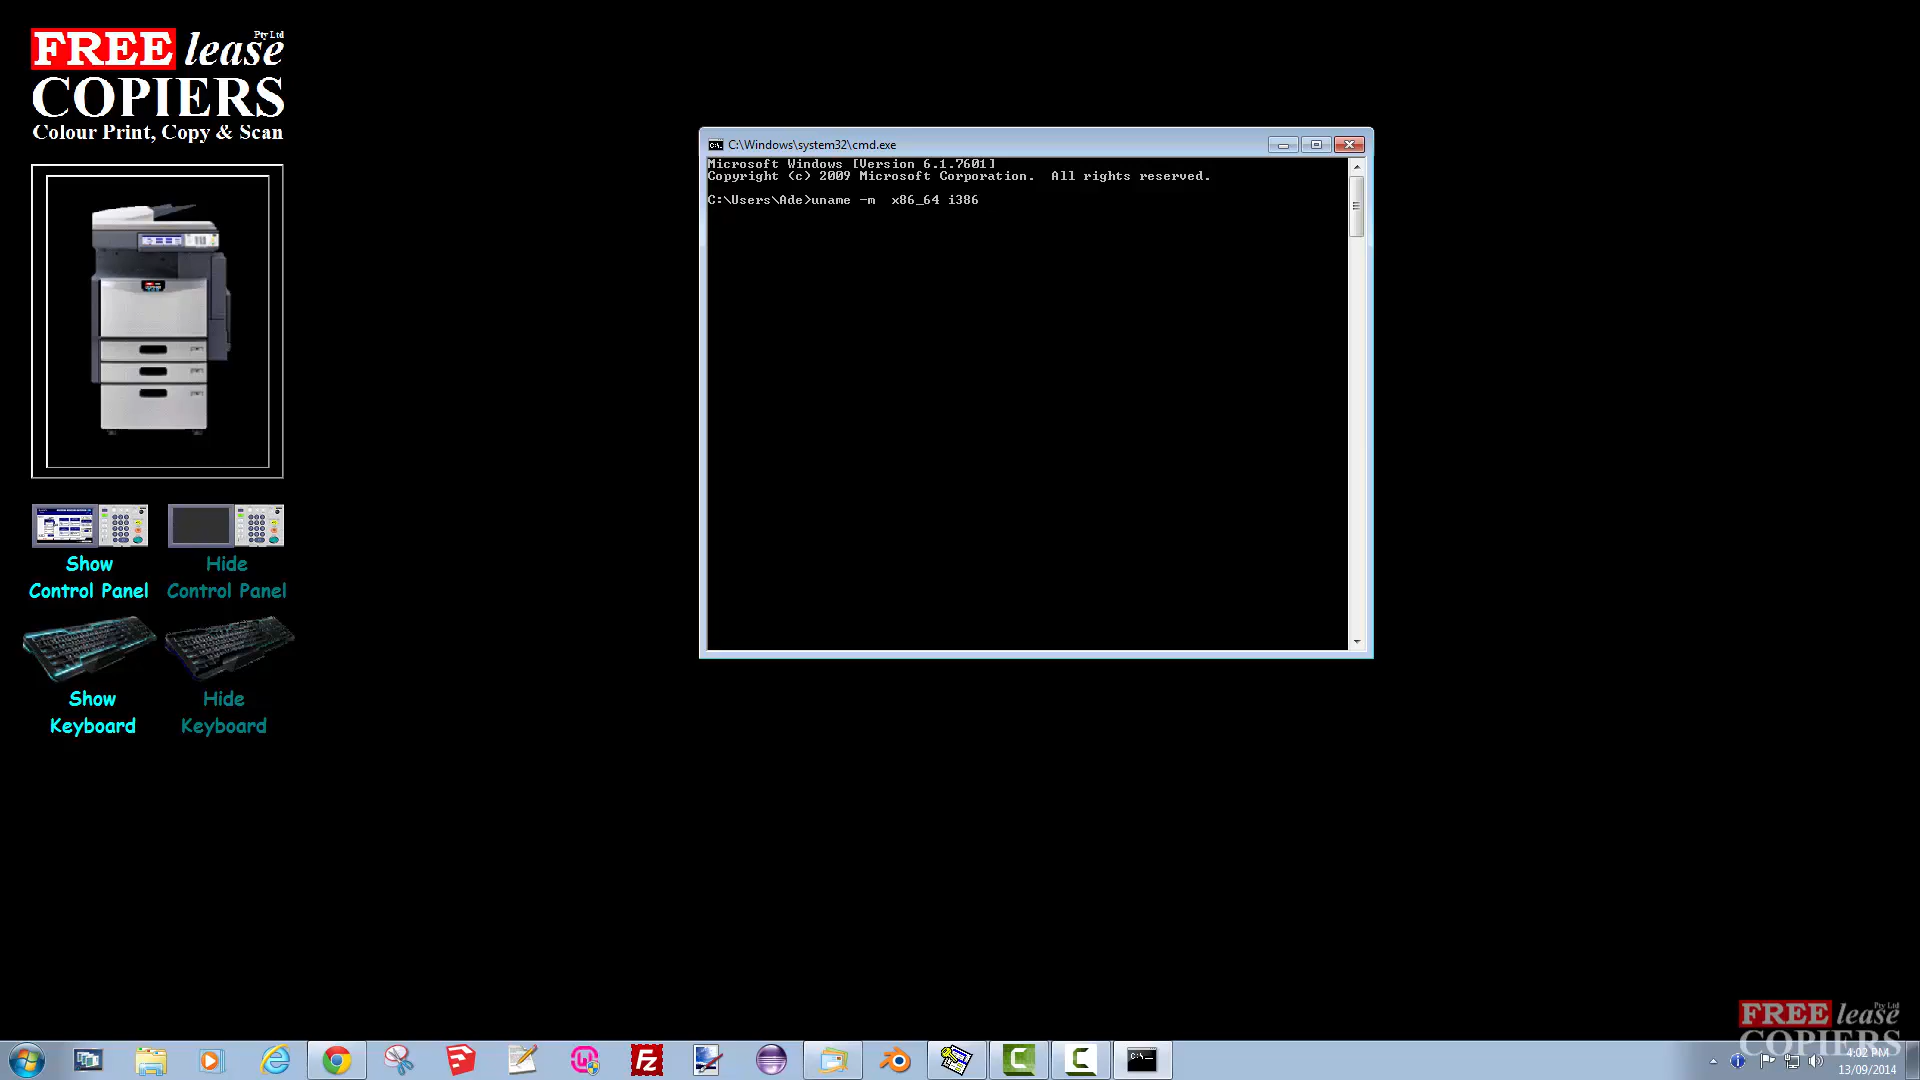 FREE lease Pty Ltd
COPIERS
Colour Print, Copy & Scan
C:\Windows\system32\cmd.exe
Microsoft Windows [Version 6.1.7601]
Copyright (c) 2009 Microsoft Corporation.  All rights reserved.
C:\Users\Ade>uname -m  x86_64 i386
Show
Control Panel
Hide
Control Panel
Show
Keyboard
Hide
Keyboard
FREE lease Pty Ltd
COPIERS
4:02 PM
13/09/2014